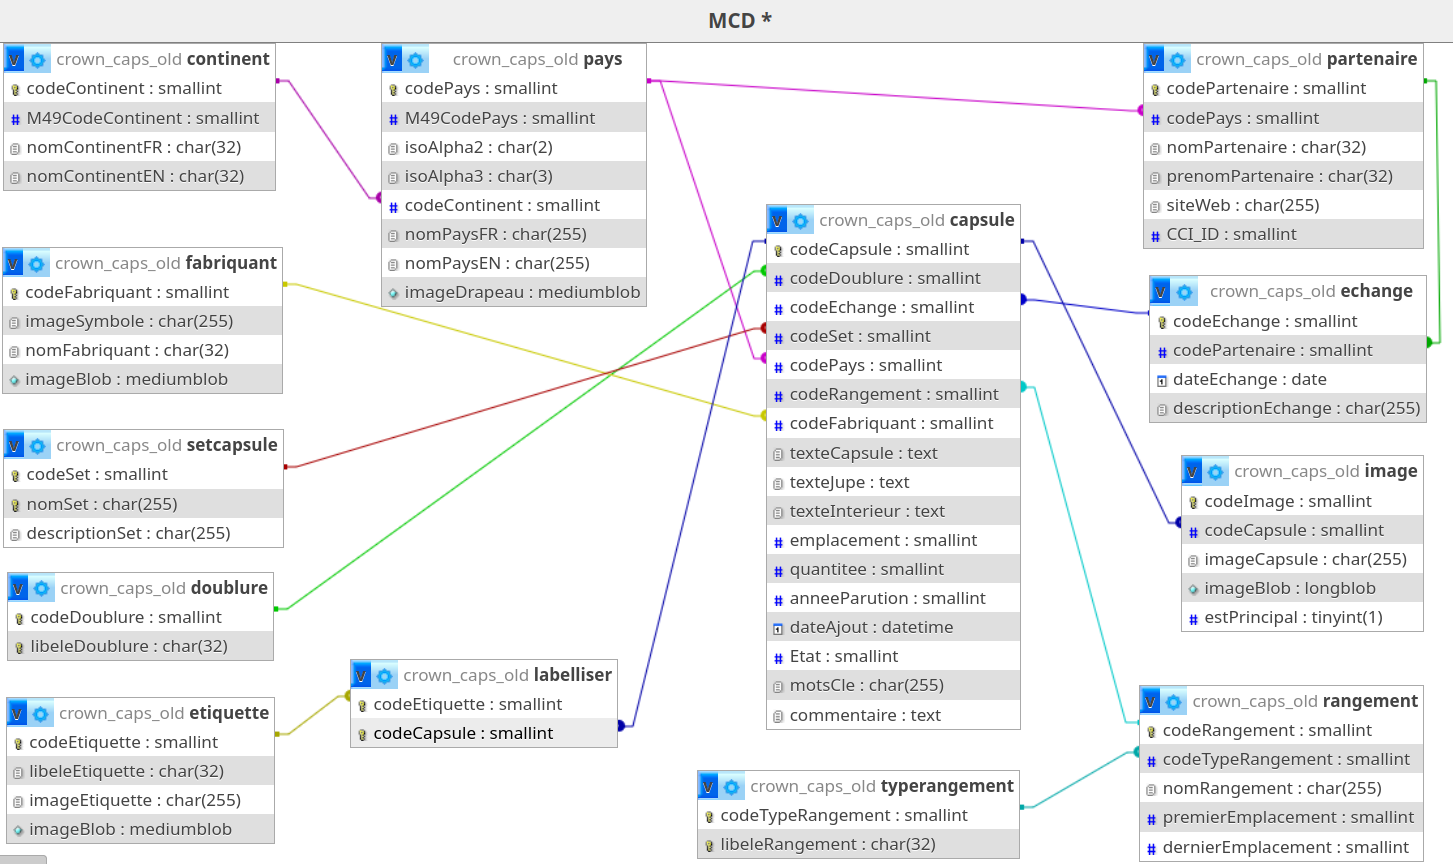 MCD *
crown_caps_old continent
codeContinent : smallint
M49CodeContinent : smallint
nomContinentFR : char(32)
nomContinentEN : char(32)
crown_caps_old pays
codePays : smallint
M49CodePays : smallint
isoAlpha2 : char(2)
isoAlpha3 : char(3)
codeContinent : smallint
nomPaysFR : char(255)
nomPaysEN : char(255)
imageDrapeau : mediumblob
crown_caps_old partenaire
codePartenaire : smallint
codePays : smallint
nomPartenaire : char(32)
prenomPartenaire : char(32)
siteWeb : char(255)
CCI_ID : smallint
crown_caps_old fabriquant
codeFabriquant : smallint
imageSymbole : char(255)
nomFabriquant : char(32)
imageBlob : mediumblob
crown_caps_old capsule
codeCapsule : smallint
codeDoublure : smallint
codeEchange : smallint
codeSet : smallint
codePays : smallint
codeRangement : smallint
codeFabriquant : smallint
texteCapsule : text
texteJupe : text
texteInterieur : text
emplacement : smallint
quantitee : smallint
anneeParution : smallint
dateAjout : datetime
Etat : smallint
motsCle : char(255)
commentaire : text
crown_caps_old echange
codeEchange : smallint
codePartenaire : smallint
dateEchange : date
descriptionEchange : char(255)
crown_caps_old setcapsule
codeSet : smallint
nomSet : char(255)
descriptionSet : char(255)
crown_caps_old image
codeImage : smallint
codeCapsule : smallint
imageCapsule : char(255)
imageBlob : longblob
estPrincipal : tinyint(1)
crown_caps_old doublure
codeDoublure : smallint
libeleDoublure : char(32)
crown_caps_old labelliser
codeEtiquette : smallint
codeCapsule : smallint
crown_caps_old etiquette
codeEtiquette : smallint
libeleEtiquette : char(32)
imageEtiquette : char(255)
imageBlob : mediumblob
crown_caps_old typerangement
codeTypeRangement : smallint
libeleRangement : char(32)
crown_caps_old rangement
codeRangement : smallint
codeTypeRangement : smallint
nomRangement : char(255)
premierEmplacement : smallint
dernierEmplacement : smallint